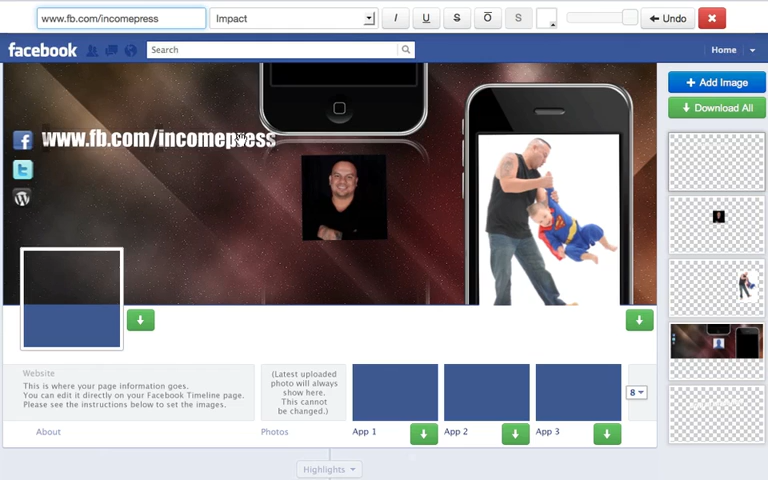 www.fb.com/incomepress
Impact
I U S O S
Undo
facebook
Search
Home
Add Image
Download All
www.fb.com/incomepress
Website
This is where your page information goes.
You can edit it directly on your Facebook Timeline page.
Please see the instructions below to set the images.
(Latest uploaded
photo will always
show here.
This cannot
be changed.)
8
About
Photos
App 1
App 2
App 3
Highlights